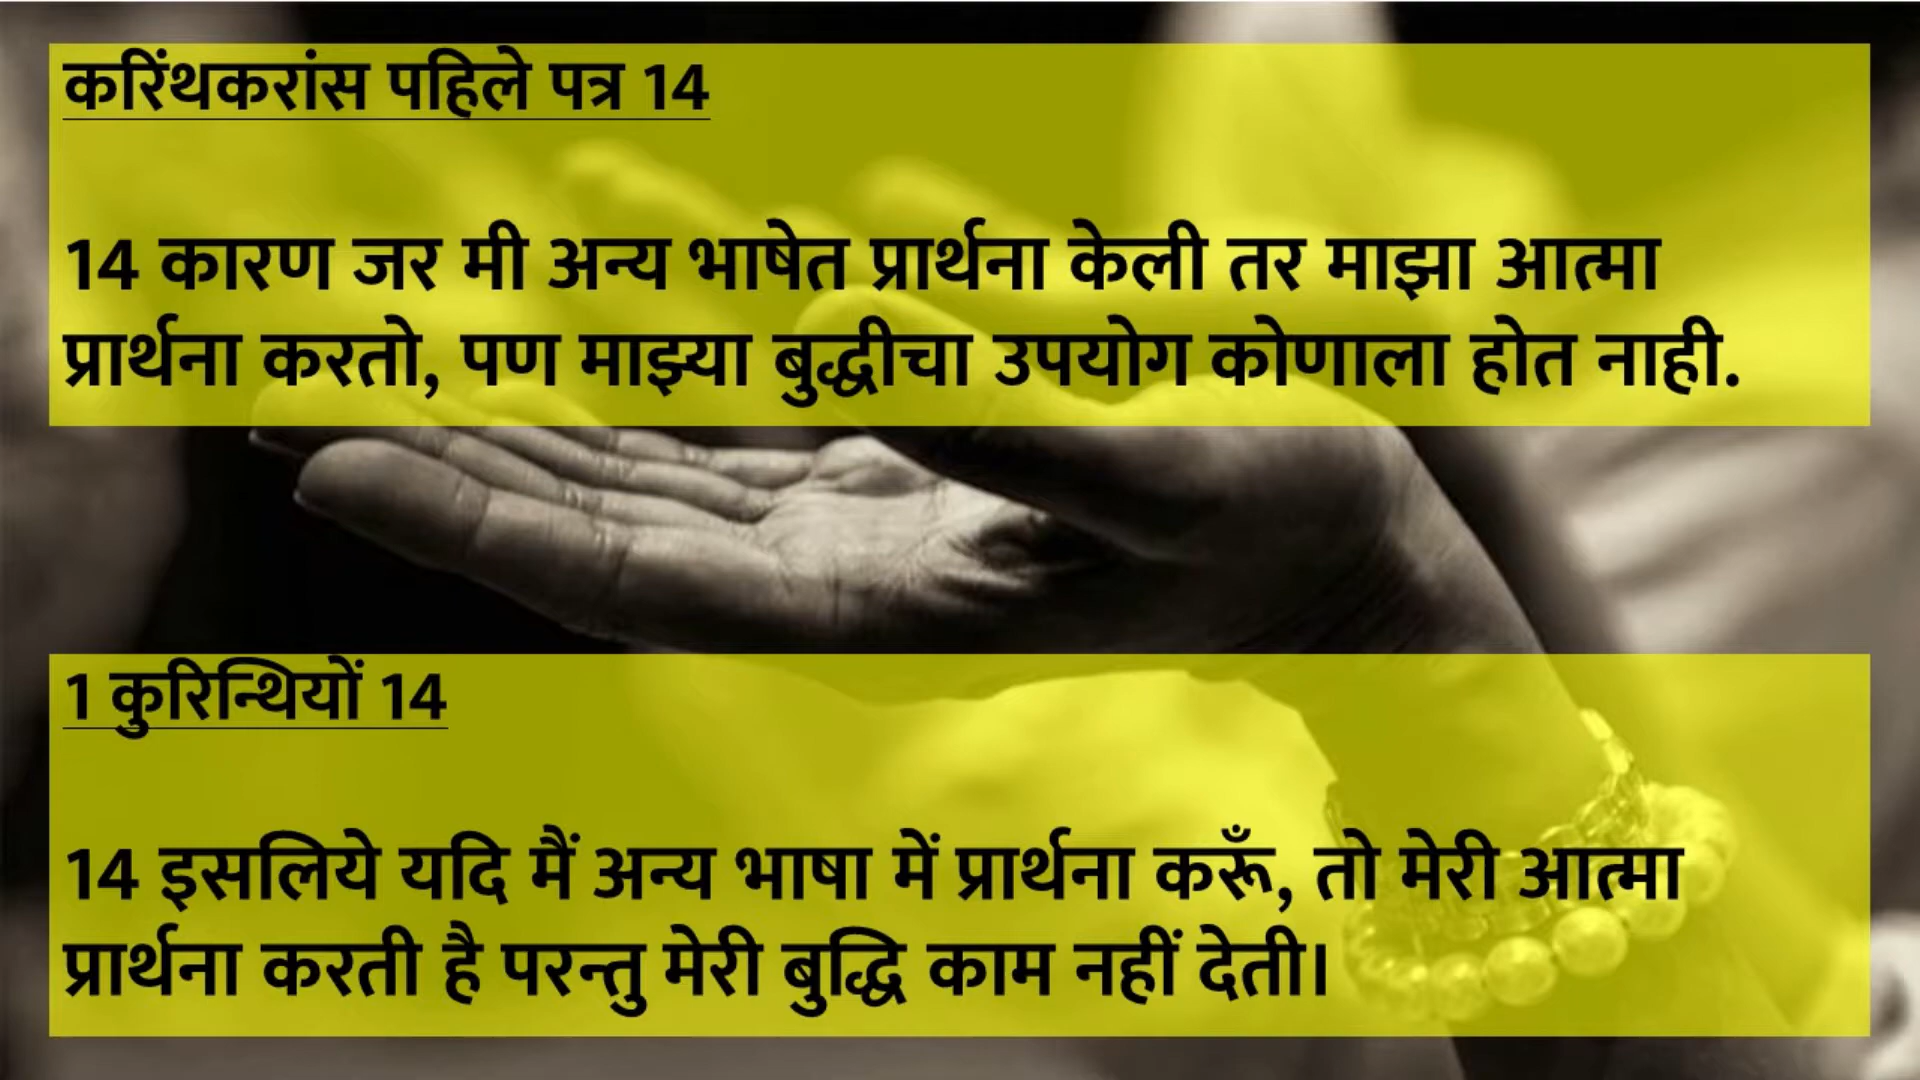 करिंथकरांस पहिले पत्र 14
14 कारण जर मी अन्य भाषेत प्रार्थना केली तर माझा आत्मा
प्रार्थना करतो, पण माझ्या बुद्धीचा उपयोग कोणाला होत नाही.
1 कुरिन्थियों 14
14 इसलिये यदि मैं अन्य भाषा में प्रार्थना करूँ, तो मेरी आत्मा
प्रार्थना करती है परन्तु मेरी बुद्धि काम नहीं देती।